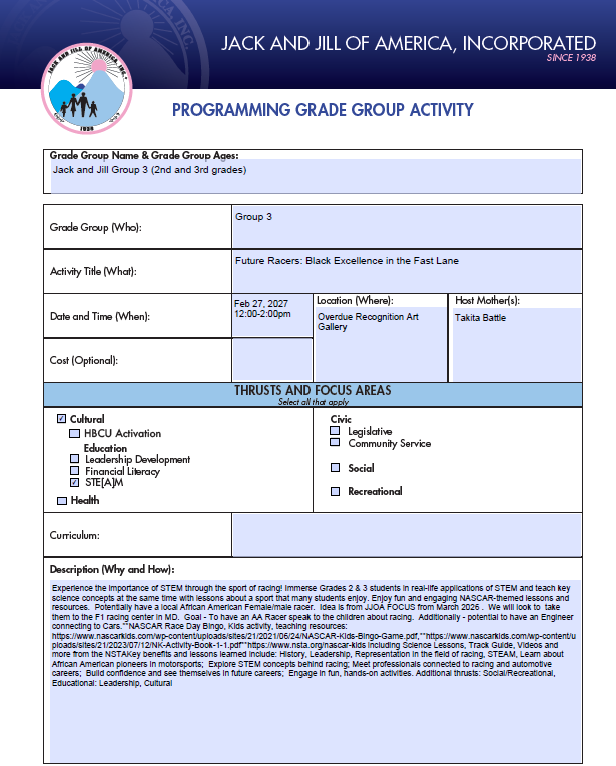 JACK AND JILL OF AMERICA, INCORPORATED
SINCE 1938
JACK AND JILL OF AMERICA, INC.
1938
PROGRAMMING GRADE GROUP ACTIVITY
Grade Group Name & Grade Group Ages:
Jack and Jill Group 3 (2nd and 3rd grades)
Grade Group (Who):
Group 3
Activity Title (What):
Future Racers: Black Excellence in the Fast Lane
Date and Time (When):
Feb 27, 2027
12:00-2:00pm
Location (Where):
Overdue Recognition Art
Gallery
Host Mother(s):
Takita Battle
Cost (Optional):
THRUSTS AND FOCUS AREAS
Select all that apply
Cultural
HBCU Activation
Education
Leadership Development
Financial Literacy
STE[A]M
Health
Civic
Legislative
Community Service
Social
Recreational
Curriculum:
Description (Why and How):
Experience the importance of STEM through the sport of racing! Immerse Grades 2 & 3 students in real-life applications of STEM and teach key
science concepts at the same time with lessons about a sport that many students enjoy. Enjoy fun and engaging NASCAR-themed lessons and
resources. Potentially have a local African American Female/male racer. Idea is from JJOA FOCUS from March 2026 . We will look to take
them to the F1 racing center in MD. Goal - To have an AA Racer speak to the children about racing. Additionally - potential to have an Engineer
connecting to Cars.**NASCAR Race Day Bingo, Kids activity, teaching resources:
https://www.nascarkids.com/wp-content/uploads/sites/21/2021/06/24/NASCAR-Kids-Bingo-Game.pdf,**https://www.nascarkids.com/wp-content/u
ploads/sites/21/2023/07/12/NK-Activity-Book-1-1.pdf**https://www.nsta.org/nascar-kids including Science Lessons, Track Guide, Videos and
more from the NSTAKey benefits and lessons learned include: History, Leadership, Representation in the field of racing, STEAM, Learn about
African American pioneers in motorsports; Explore STEM concepts behind racing; Meet professionals connected to racing and automotive
careers; Build confidence and see themselves in future careers; Engage in fun, hands-on activities. Additional thrusts: Social/Recreational,
Educational: Leadership, Cultural